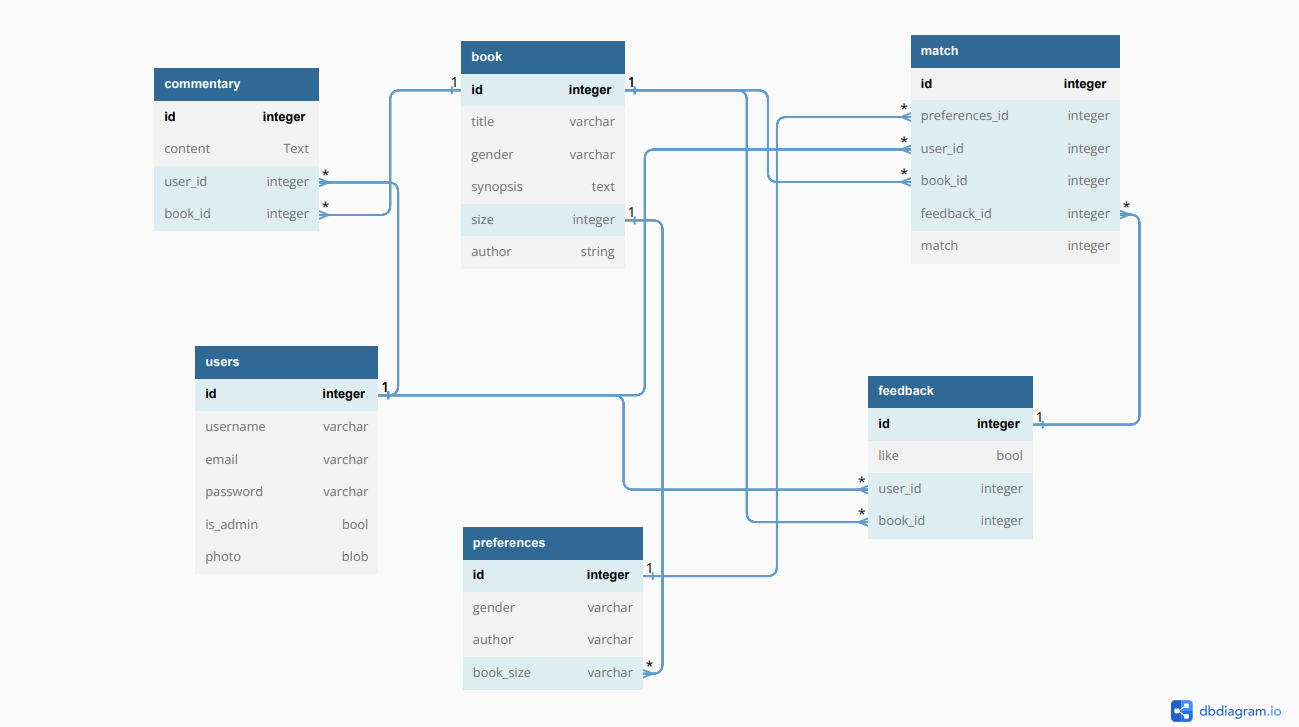 commentary
id integer
content Text
user_id integer *
book_id integer *
book
1 id integer 1
title varchar
gender varchar
synopsis text
size integer 1
author string
match
id integer
* preferences_id integer
* user_id integer
* book_id integer
feedback_id integer *
match integer
users
id integer 1
username varchar
email varchar
password varchar
is_admin bool
photo blob
feedback
id integer 1
like bool
* user_id integer
* book_id integer
preferences
id integer 1
gender varchar
author varchar
book_size varchar *
dbdiagram.io